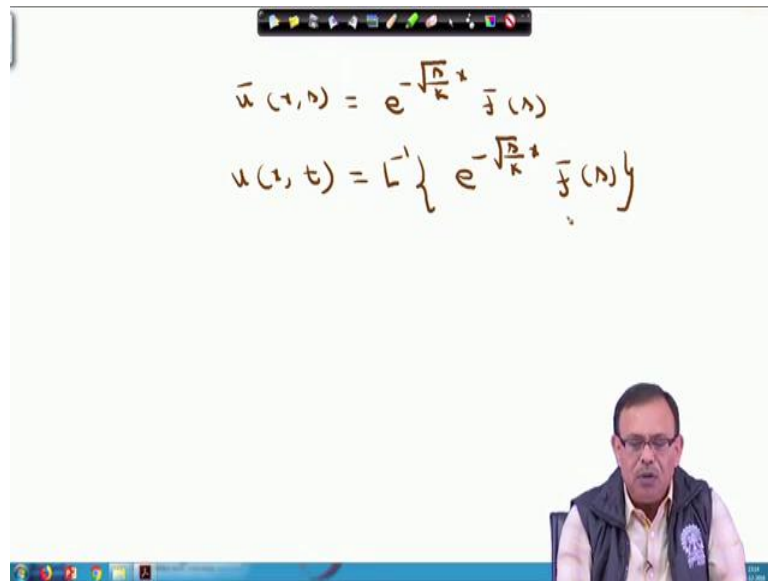 ū (x, s) = e^{-√(s/k) x} f̄ (s)
u (x, t) = L⁻¹ { e^{-√(s/k) x} f̄ (s) }